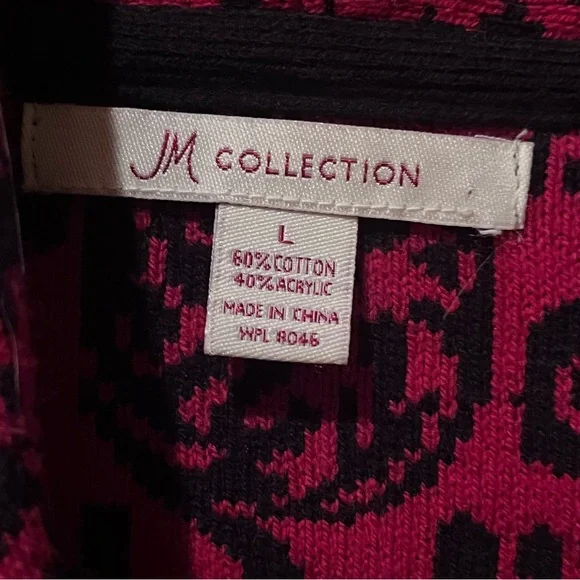 JM COLLECTION
L
60% COTTON
40% ACRYLIC
MADE IN CHINA
WPL 8046